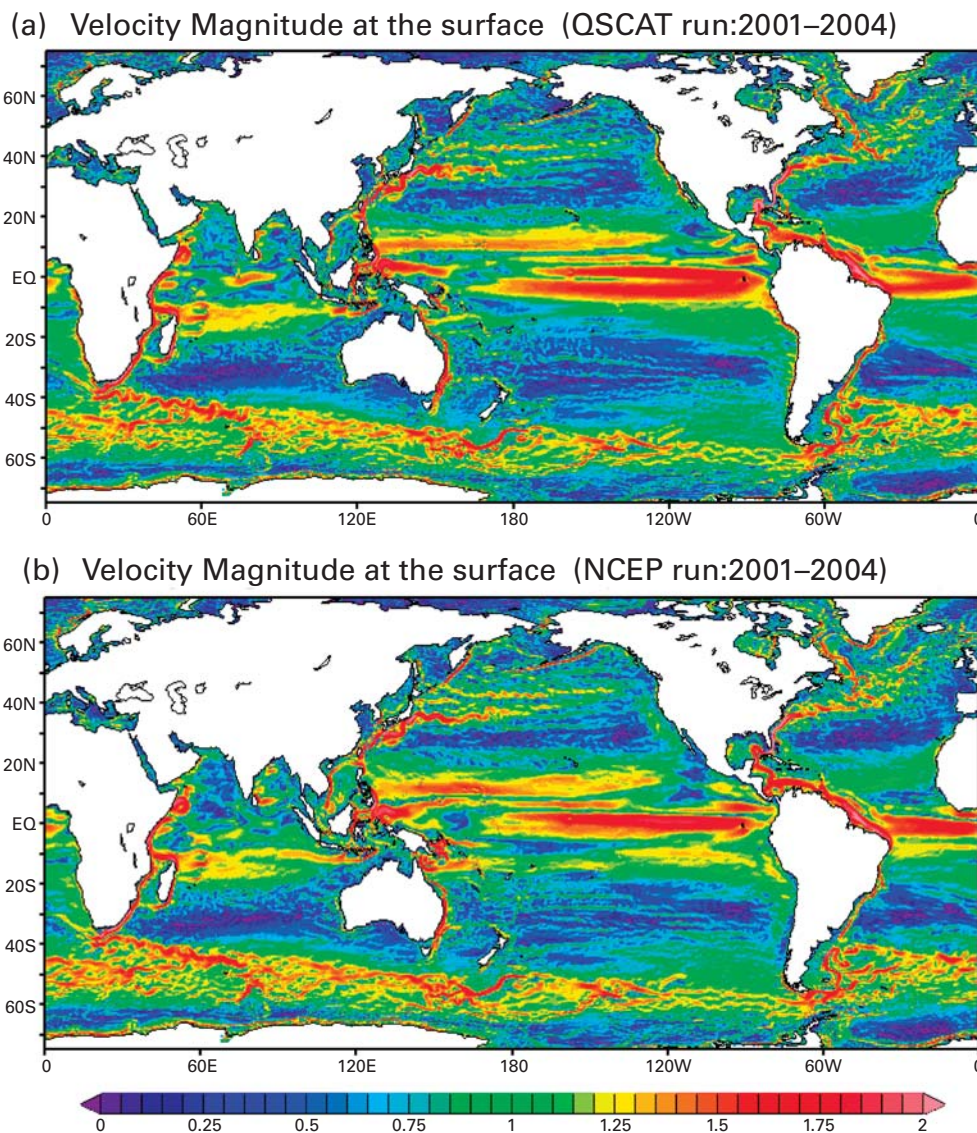 (a) Velocity Magnitude at the surface (QSCAT run:2001–2004)
60N
40N
20N
EQ
20S
40S
60S
0 60E 120E 180 120W 60W 0
(b) Velocity Magnitude at the surface (NCEP run:2001–2004)
60N
40N
20N
EQ
20S
40S
60S
0 60E 120E 180 120W 60W 0
0 0.25 0.5 0.75 1 1.25 1.5 1.75 2